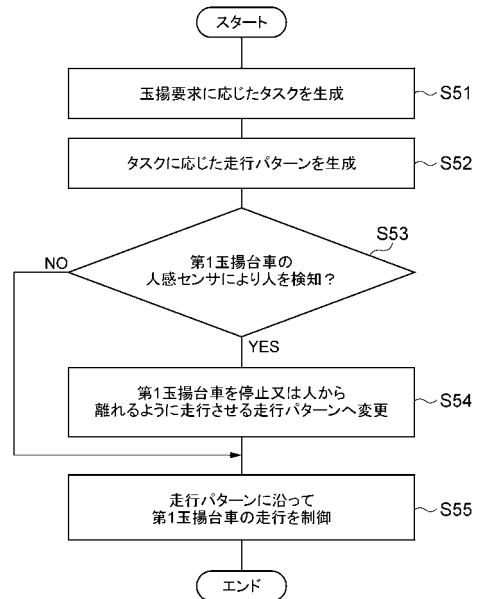 スタート
玉揚要求に応じたタスクを生成
S51
タスクに応じた走行パターンを生成
S52
S53
第1玉揚台車の
人感センサにより人を検知？
NO
YES
第1玉揚台車を停止又は人から
離れるように走行させる走行パターンへ変更
S54
走行パターンに沿って
第1玉揚台車の走行を制御
S55
エンド